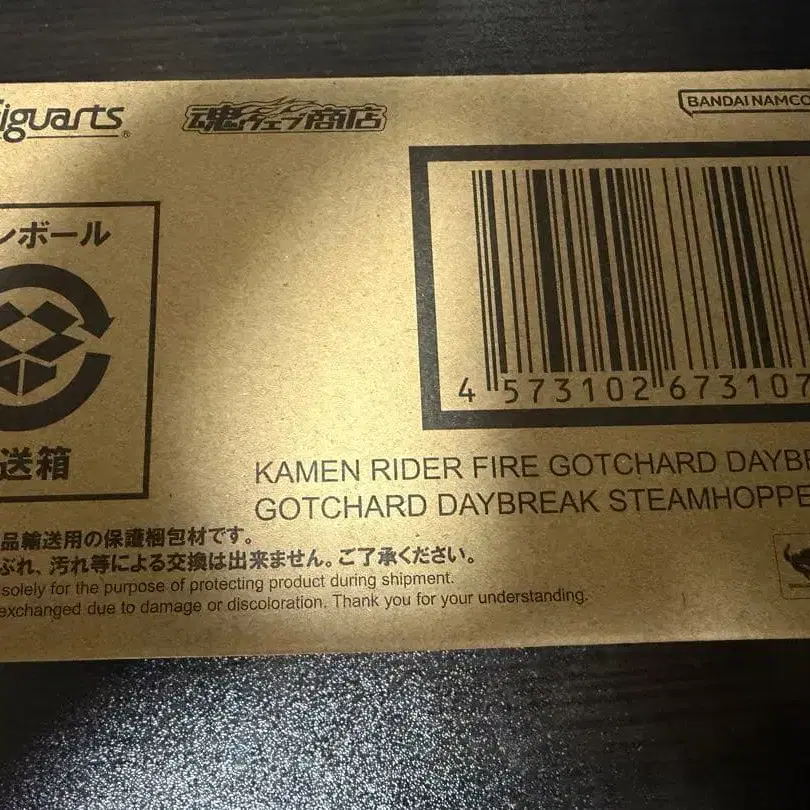 iguarts®
魂ウェブ商店
BANDAI NAMCO
ンボール
送箱
4 573102 673107
KAMEN RIDER FIRE GOTCHARD DAYB
GOTCHARD DAYBREAK STEAMHOPPE
品輸送用の保護梱包材です。
ぶれ、汚れ等による交換は出来ません。ご了承ください。
solely for the purpose of protecting product during shipment.
exchanged due to damage or discoloration. Thank you for your understanding.